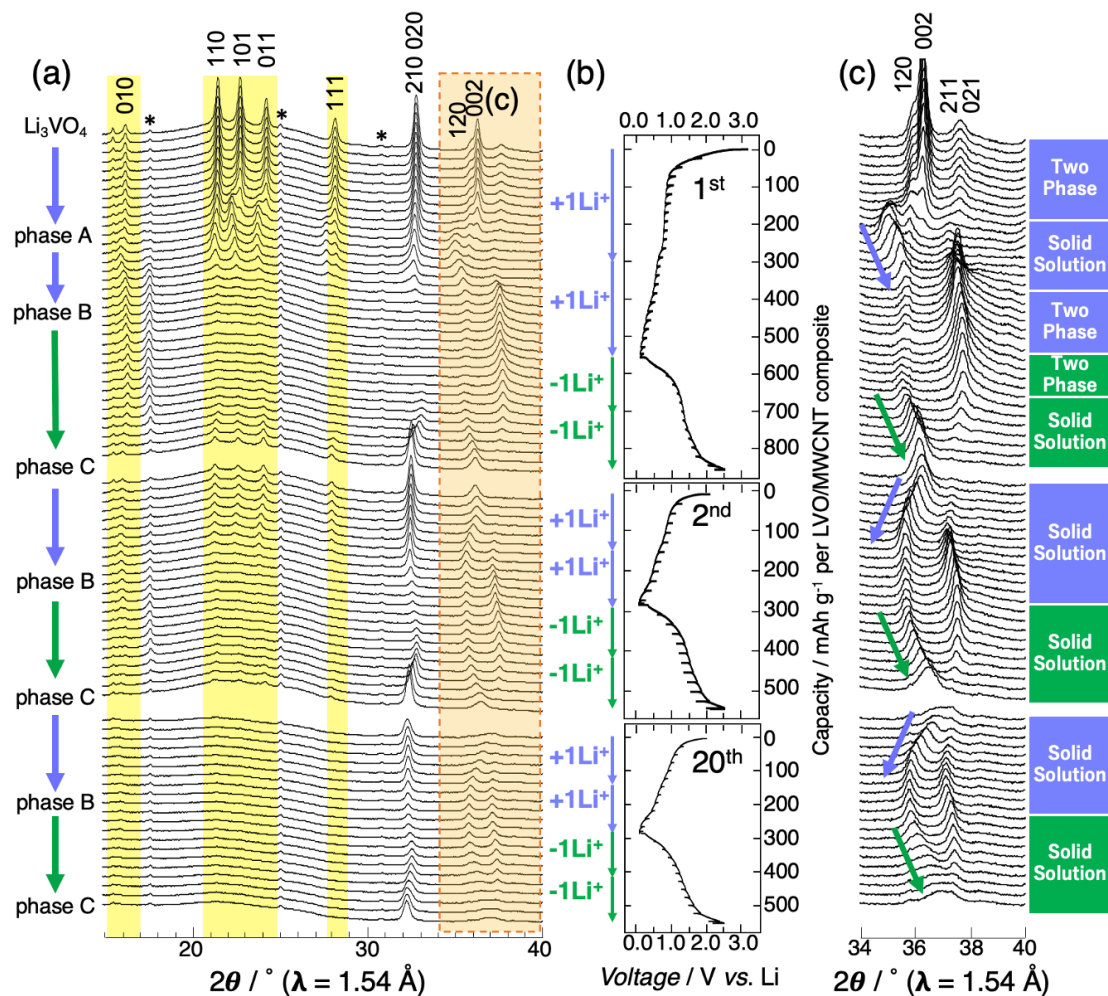 (a)
010
*
110
101
011
*
111
*
210 020
120
002
(c)
Li₃VO₄
phase A
phase B
phase C
phase B
phase C
phase B
phase C
20
30
40
2θ / ° (λ = 1.54 Å)
(b)
0.0 1.0 2.0 3.0
1st
+1Li⁺
+1Li⁺
-1Li⁺
-1Li⁺
0
100
200
300
400
500
600
700
800
2nd
+1Li⁺
+1Li⁺
-1Li⁺
-1Li⁺
0
100
200
300
400
500
20th
+1Li⁺
+1Li⁺
-1Li⁺
-1Li⁺
0
100
200
300
400
500
0.0 1.0 2.0 3.0
Voltage / V vs. Li
Capacity / mAh g⁻¹ per LVO/MWCNT composite
(c)
120
002
211
021
Two
Phase
Solid
Solution
Two
Phase
Two
Phase
Solid
Solution
Solid
Solution
Solid
Solution
Solid
Solution
Solid
Solution
34 36 38 40
2θ / ° (λ = 1.54 Å)